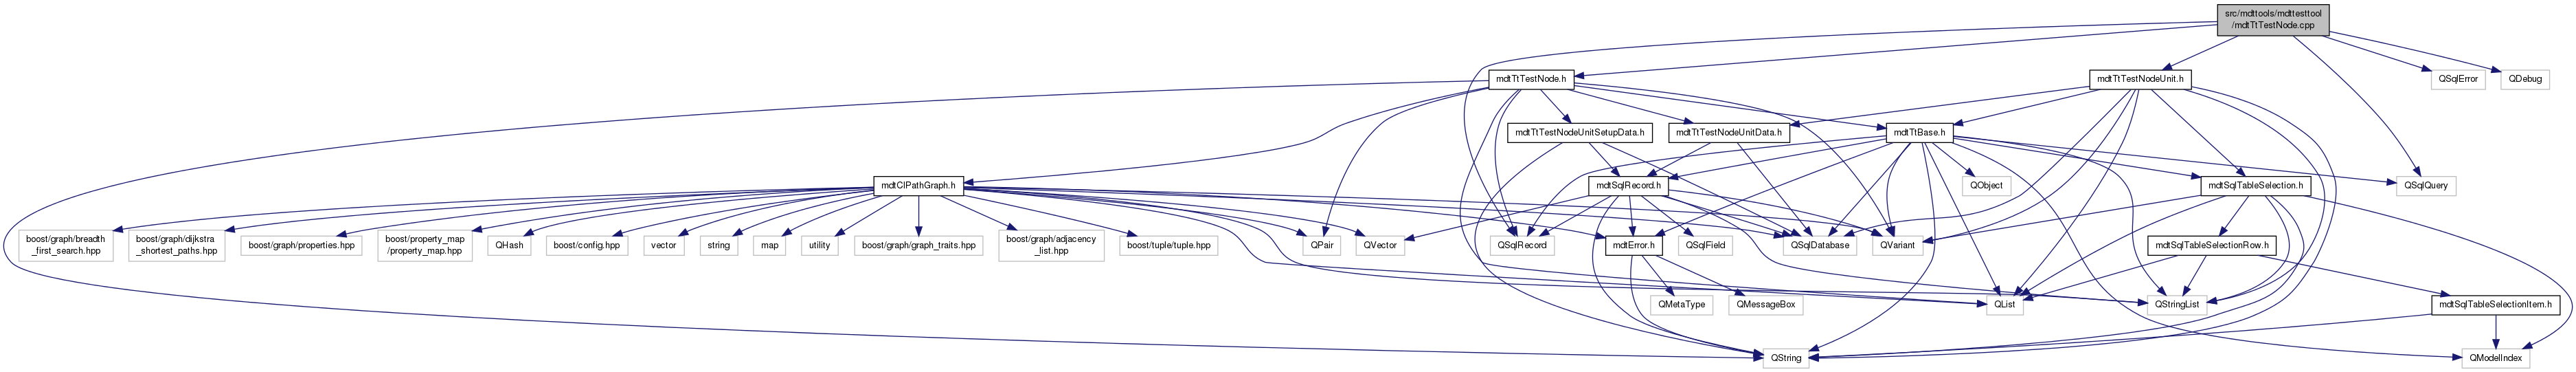 src/mdttools/mdttesttool
/mdtTtTestNode.cpp
mdtTtTestNode.h
mdtTtTestNodeUnit.h
QSqlError
QDebug
mdtTtTestNodeUnitSetupData.h
mdtTtTestNodeUnitData.h
mdtTtBase.h
mdtClPathGraph.h
mdtSqlRecord.h
QObject
mdtSqlTableSelection.h
QSqlQuery
boost/graph/breadth
_first_search.hpp
boost/graph/dijkstra
_shortest_paths.hpp
boost/graph/properties.hpp
boost/property_map
/property_map.hpp
QHash
boost/config.hpp
vector
string
map
utility
boost/graph/graph_traits.hpp
boost/graph/adjacency
_list.hpp
boost/tuple/tuple.hpp
QPair
QVector
QSqlRecord
mdtError.h
QSqlField
QSqlDatabase
QVariant
mdtSqlTableSelectionRow.h
QMetaType
QMessageBox
QList
QStringList
mdtSqlTableSelectionItem.h
QString
QModelIndex